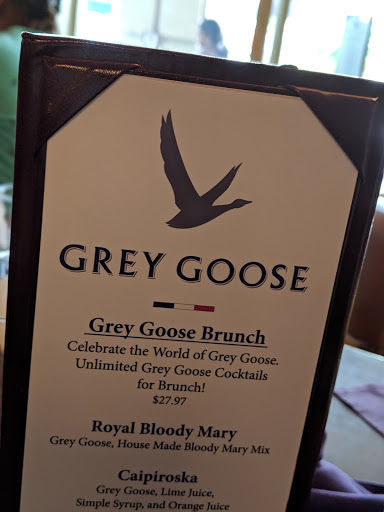 GREY GOOSE
Grey Goose Brunch
Celebrate the World of Grey Goose.
Unlimited Grey Goose Cocktails
for Brunch!
$27.97
Royal Bloody Mary
Grey Goose, House Made Bloody Mary Mix
Caipiroska
Grey Goose, Lime Juice,
Simple Syrup, and Orange Juice